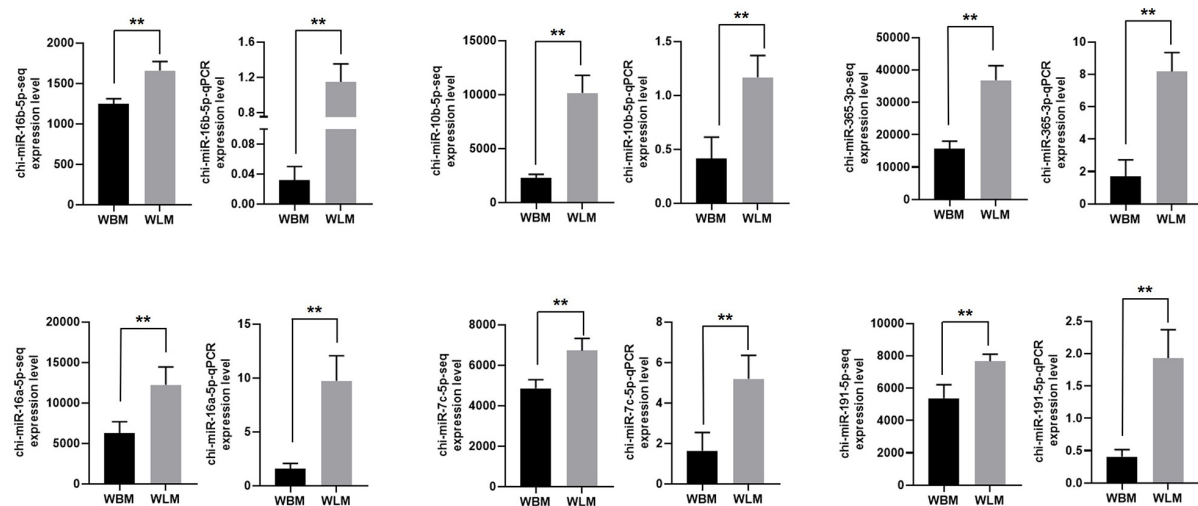 chi-miR-16b-5p-seq
expression level
2000
1500
1000
500
0
**
WBM WLM
chi-miR-16b-5p-qPCR
expression level
1.6
1.2
0.8
0.08
0.04
0.00
**
WBM WLM
chi-miR-10b-5p-seq
expression level
15000
10000
5000
0
**
WBM WLM
chi-miR-10b-5p-qPCR
expression level
1.5
1.0
0.5
0.0
**
WBM WLM
chi-miR-365-3p-seq
expression level
50000
40000
30000
20000
10000
0
**
WBM WLM
chi-miR-365-3p-qPCR
expression level
8
6
4
2
0
**
WBM WLM
chi-miR-16a-5p-seq
expression level
20000
15000
10000
5000
0
**
WBM WLM
chi-miR-16a-5p-qPCR
expression level
15
10
5
0
**
WBM WLM
chi-miR-7c-5p-seq
expression level
8000
6000
4000
2000
0
**
WBM WLM
chi-miR-7c-5p-qPCR
expression level
8
6
4
2
0
**
WBM WLM
chi-miR-191-5p-seq
expression level
10000
8000
6000
4000
2000
0
**
WBM WLM
chi-miR-191-5p-qPCR
expression level
2.5
2.0
1.5
1.0
0.5
0.0
**
WBM WLM